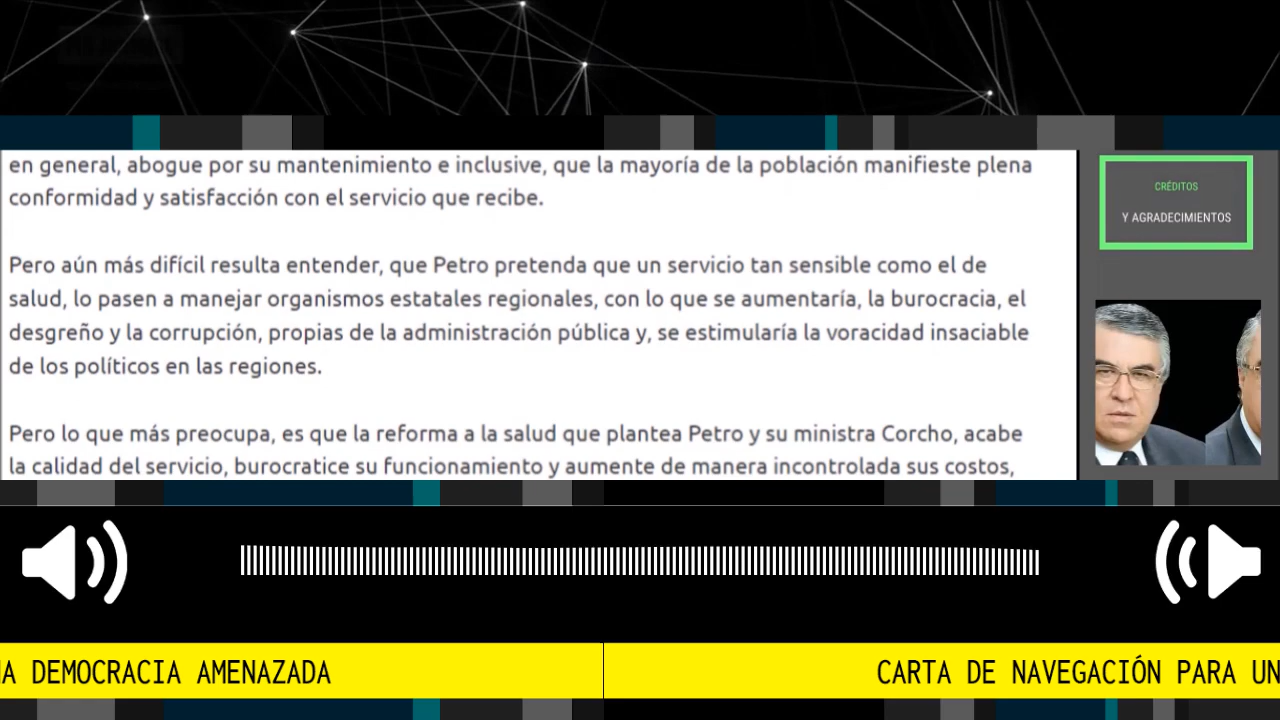 en general, abogue por su mantenimiento e inclusive, que la mayoría de la población manifieste plena
conformidad y satisfacción con el servicio que recibe.
Pero aún más difícil resulta entender, que Petro pretenda que un servicio tan sensible como el de
salud, lo pasen a manejar organismos estatales regionales, con lo que se aumentaría, la burocracia, el
desgreño y la corrupción, propias de la administración pública y, se estimularía la voracidad insaciable
de los políticos en las regiones.
Pero lo que más preocupa, es que la reforma a la salud que plantea Petro y su ministra Corcho, acabe
la calidad del servicio, burocratice su funcionamiento y aumente de manera incontrolada sus costos,
CRÉDITOS
Y AGRADECIMIENTOS
A DEMOCRACIA AMENAZADA
CARTA DE NAVEGACIÓN PARA UN